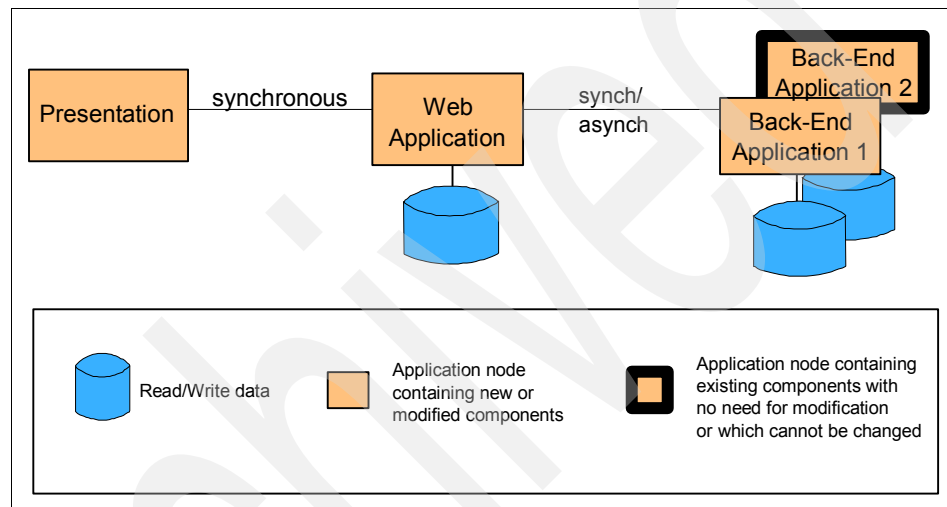 Presentation
synchronous
Web
Application
synch/
asynch
Back-End
Application 2
Back-End
Application 1
Read/Write data
Application node
containing new or
modified components
Application node containing
existing components with
no need for modification
or which cannot be changed